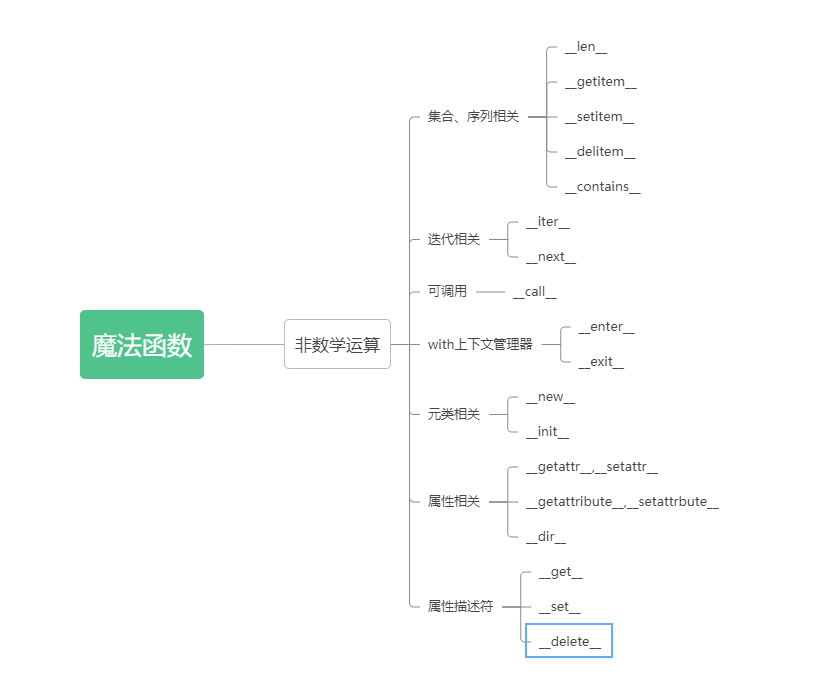 魔法函数
非数学运算
集合、序列相关
__len__
__getitem__
__setitem__
__delitem__
__contains__
迭代相关
__iter__
__next__
可调用
__call__
with上下文管理器
__enter__
__exit__
元类相关
__new__
__init__
属性相关
__getattr__,__setattr__
__getattribute__,__setattrbute__
__dir__
属性描述符
__get__
__set__
__delete__